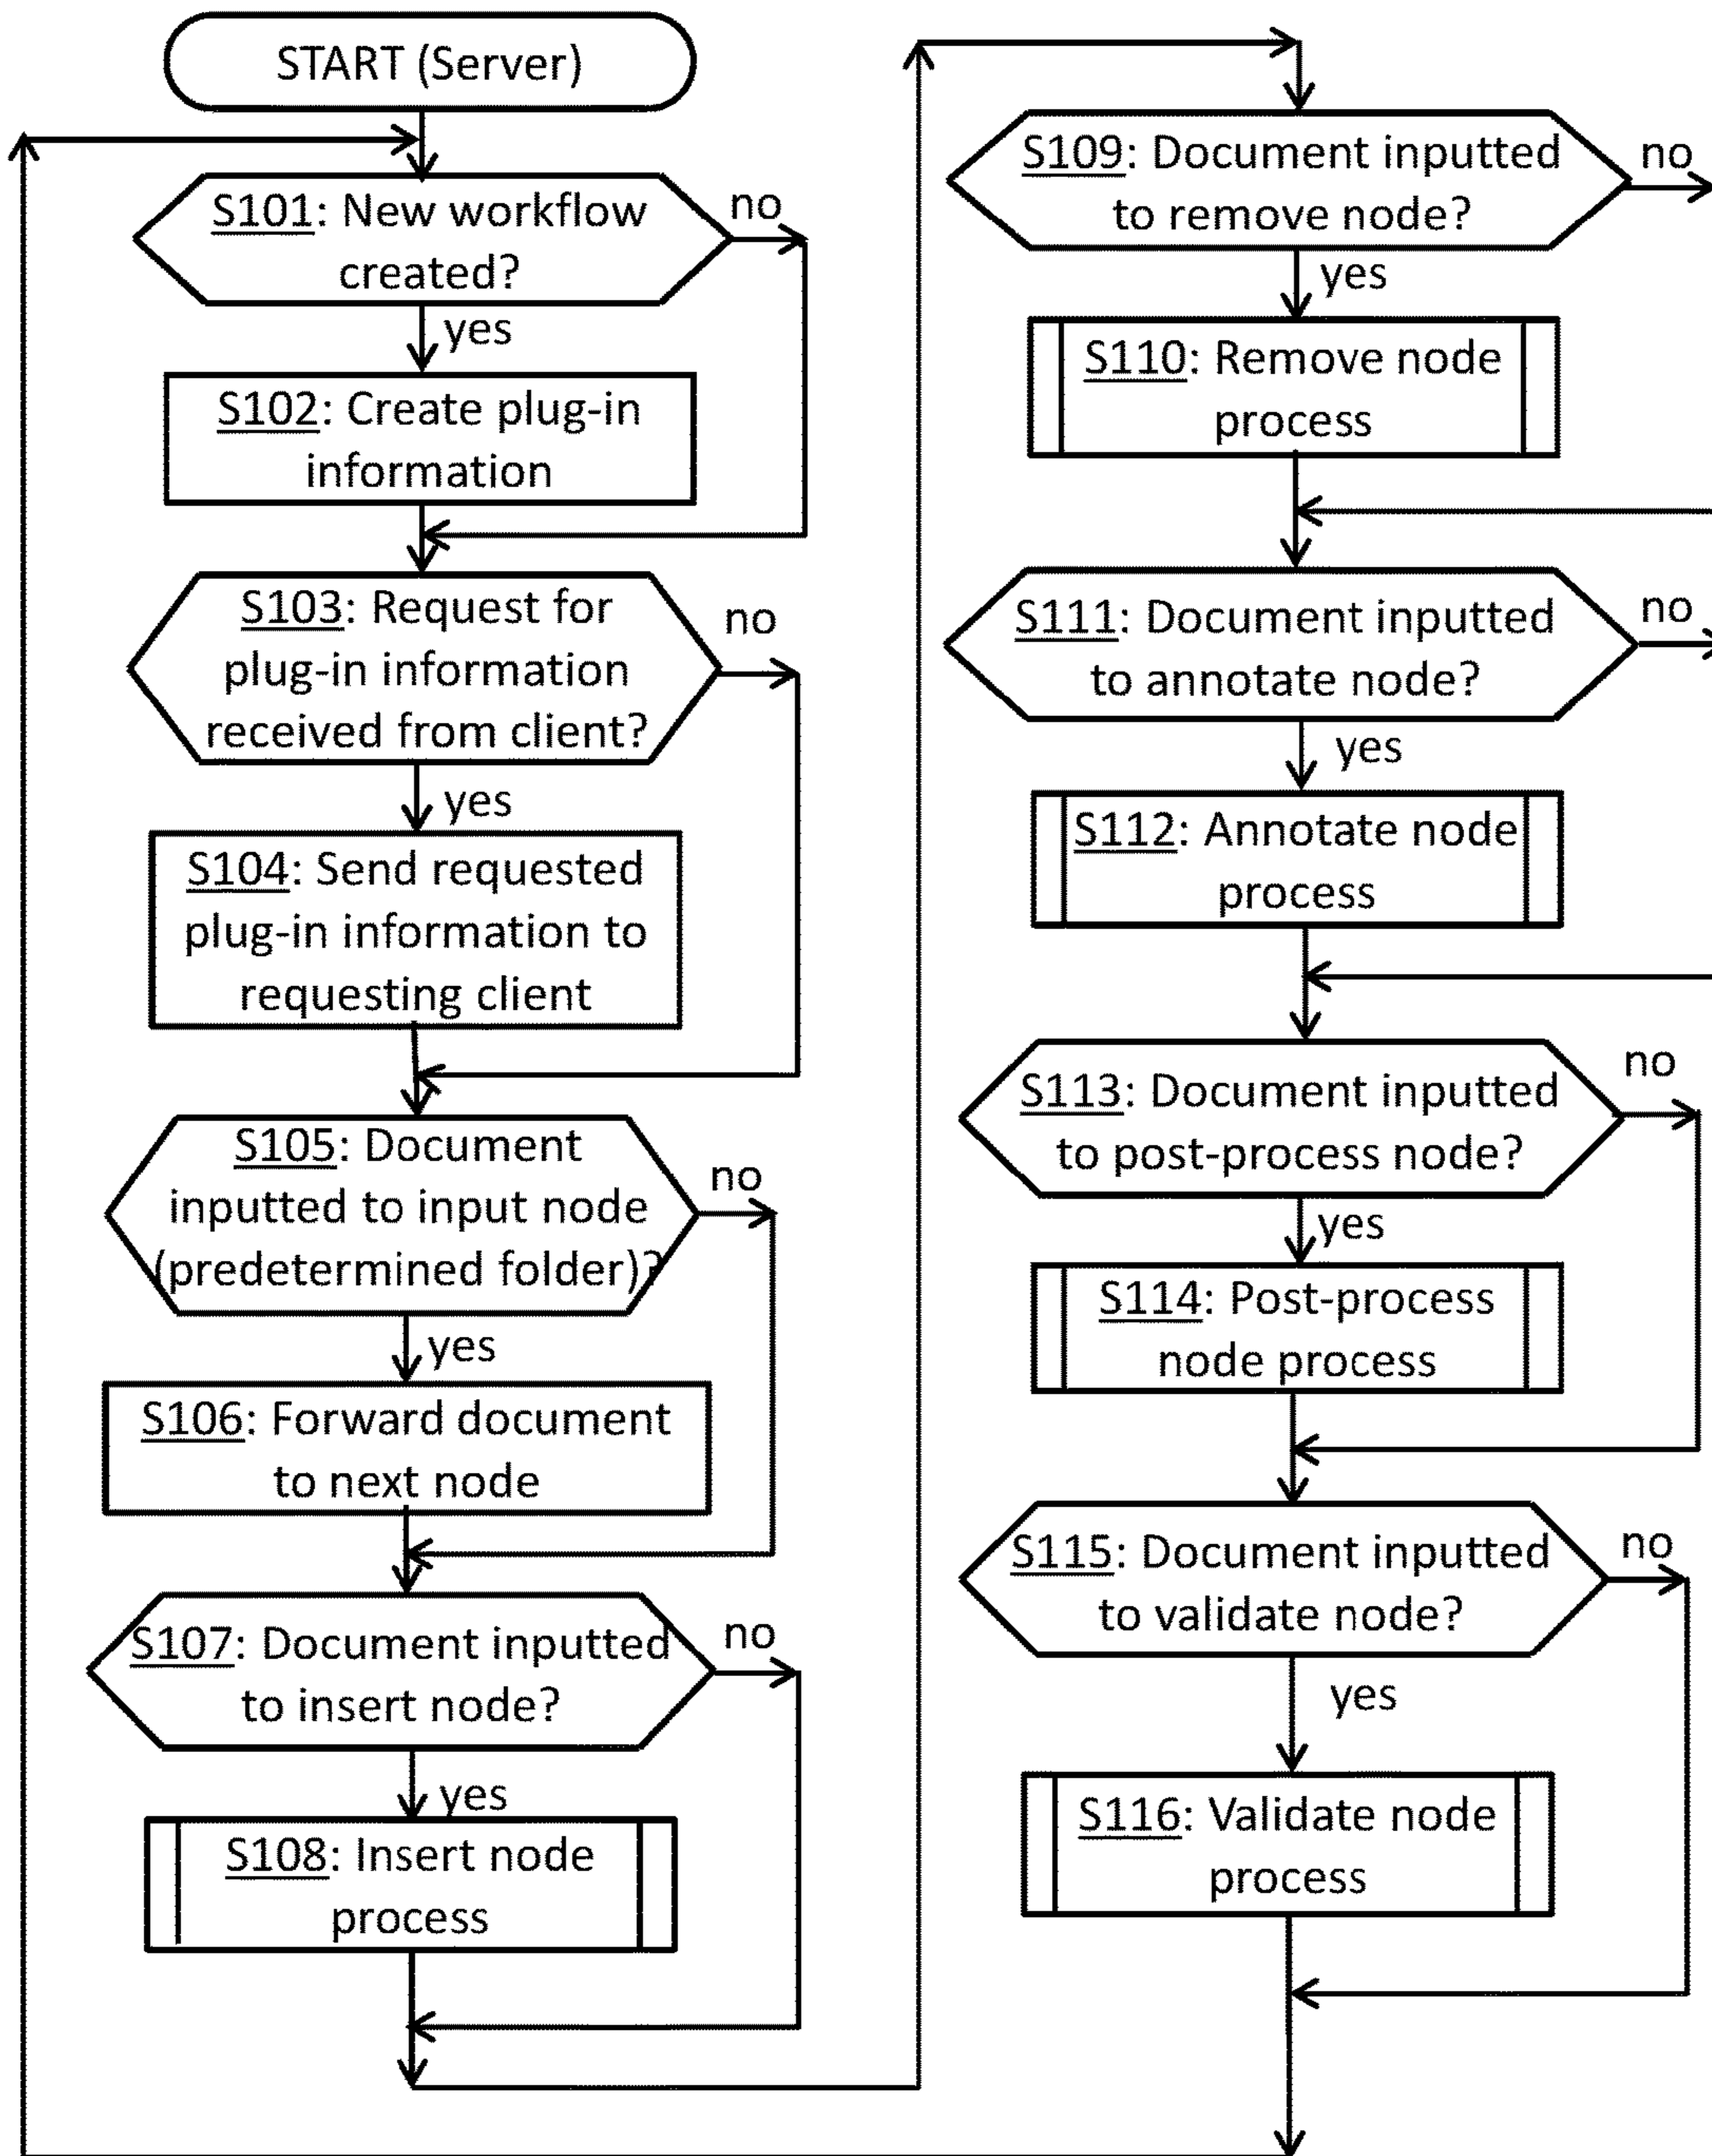 START (Server)
S101: New workflow
created?
no
yes
S102: Create plug-in
information
S103: Request for
plug-in information
received from client?
no
yes
S104: Send requested
plug-in information to
requesting client
S105: Document
inputted to input node
(predetermined folder)?
no
yes
S106: Forward document
to next node
S107: Document inputted
to insert node?
no
yes
S108: Insert node
process
S109: Document inputted
to remove node?
no
yes
S110: Remove node
process
S111: Document inputted
to annotate node?
no
yes
S112: Annotate node
process
S113: Document inputted
to post-process node?
no
yes
S114: Post-process
node process
S115: Document inputted
to validate node?
no
yes
S116: Validate node
process